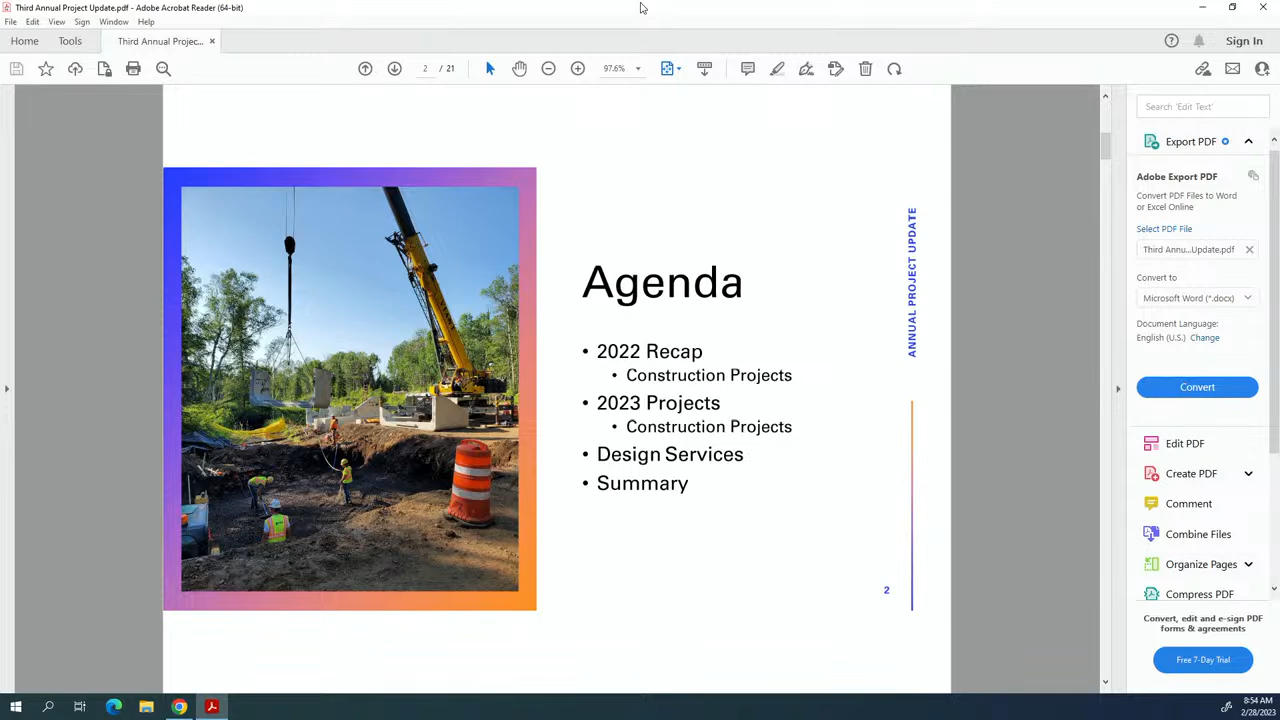 Third Annual Project Update.pdf - Adobe Acrobat Reader (64-bit)
File Edit View Sign Window Help
Home Tools Third Annual Projec... × Sign In
2 / 21 97.6%
Search 'Edit Text'
Export PDF
Adobe Export PDF
Convert PDF Files to Word
or Excel Online
Select PDF File
Third Annu...Update.pdf ×
Convert to
Microsoft Word (*.docx)
Document Language:
English (U.S.) Change
Convert
Edit PDF
Create PDF
Comment
Combine Files
Organize Pages
Compress PDF
Convert, edit and e-sign PDF
forms & agreements
Free 7-Day Trial
Agenda
• 2022 Recap
• Construction Projects
• 2023 Projects
• Construction Projects
• Design Services
• Summary
ANNUAL PROJECT UPDATE
2
8:54 AM
2/28/2023